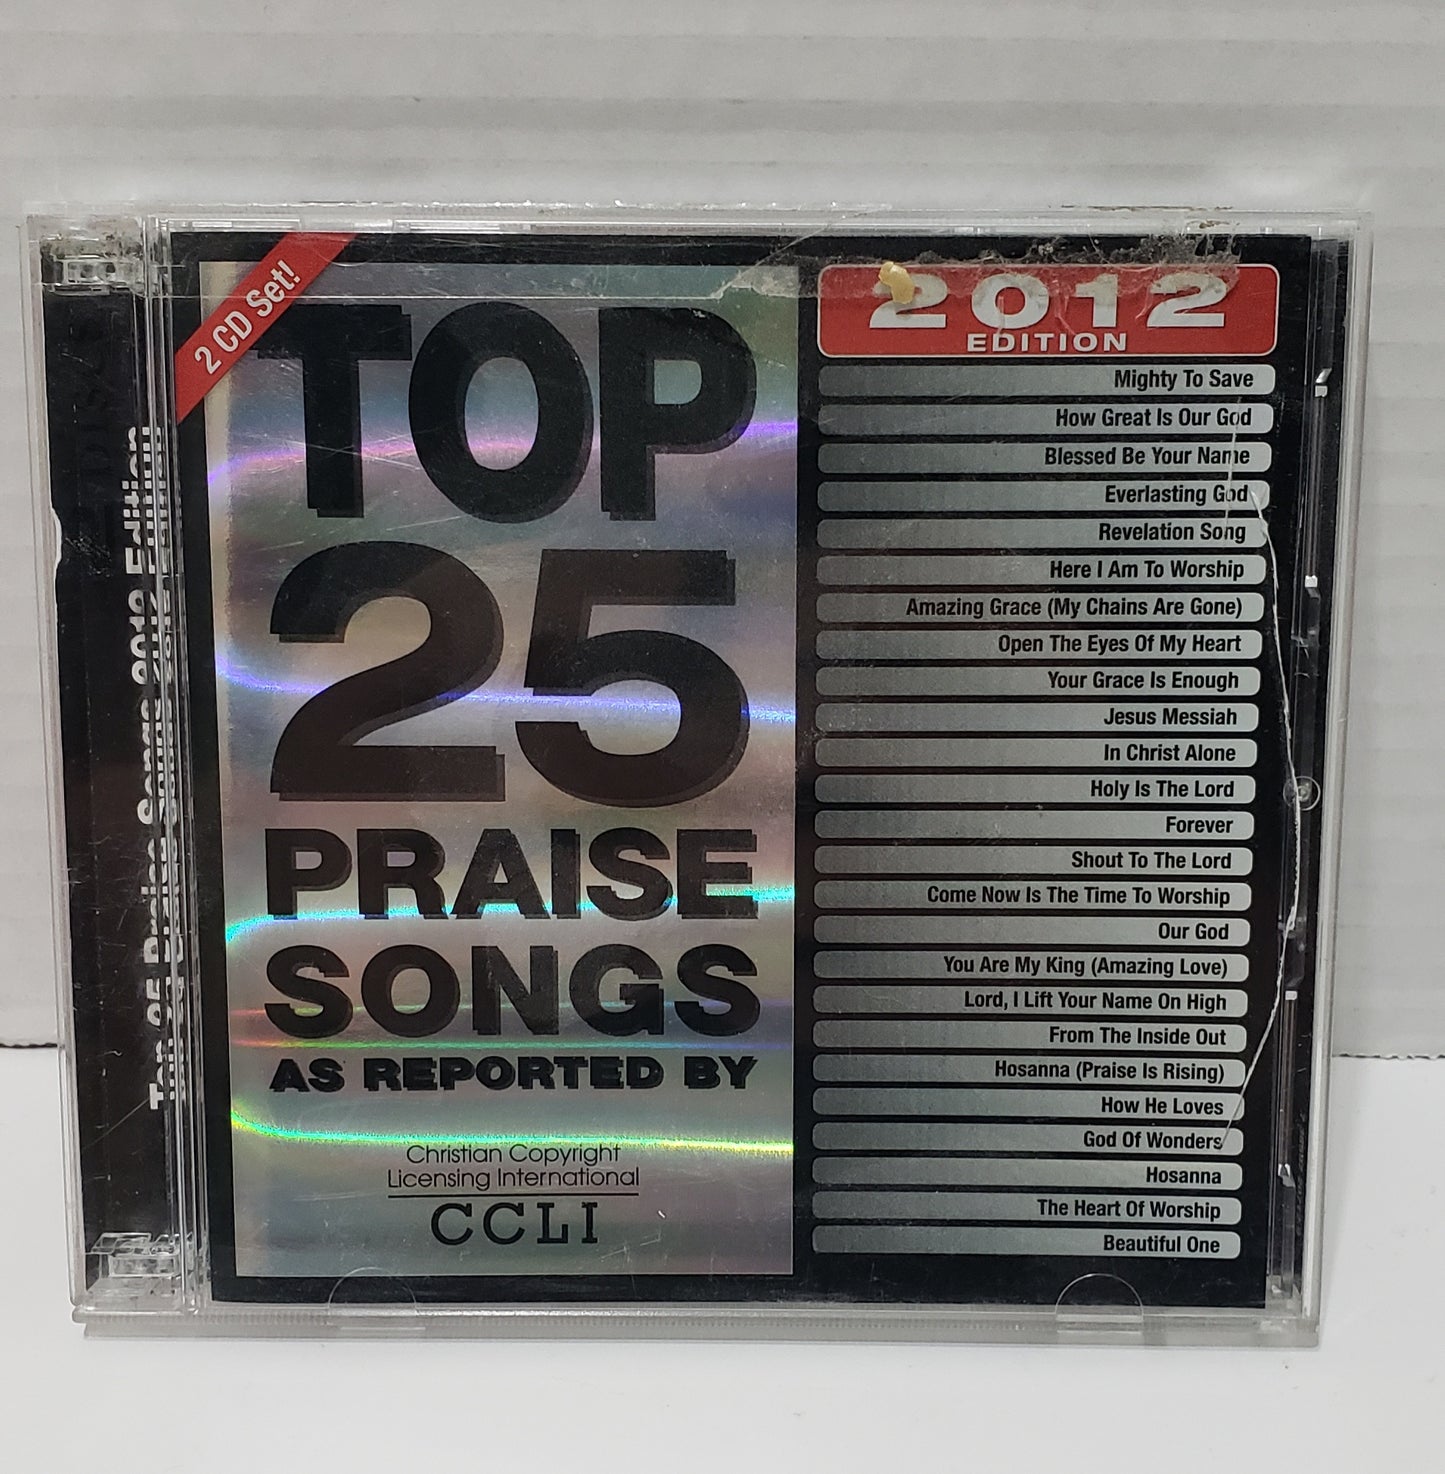 2 CD Set!
TOP
25
PRAISE
SONGS
AS REPORTED BY
Christian Copyright
Licensing International
CCLI
2012
EDITION
Mighty To Save
How Great Is Our God
Blessed Be Your Name
Everlasting God
Revelation Song
Here I Am To Worship
Amazing Grace (My Chains Are Gone)
Open The Eyes Of My Heart
Your Grace Is Enough
Jesus Messiah
In Christ Alone
Holy Is The Lord
Forever
Shout To The Lord
Come Now Is The Time To Worship
Our God
You Are My King (Amazing Love)
Lord, I Lift Your Name On High
From The Inside Out
Hosanna (Praise Is Rising)
How He Loves
God Of Wonders
Hosanna
The Heart Of Worship
Beautiful One
Top 25 Praise Songs 2012 Edition